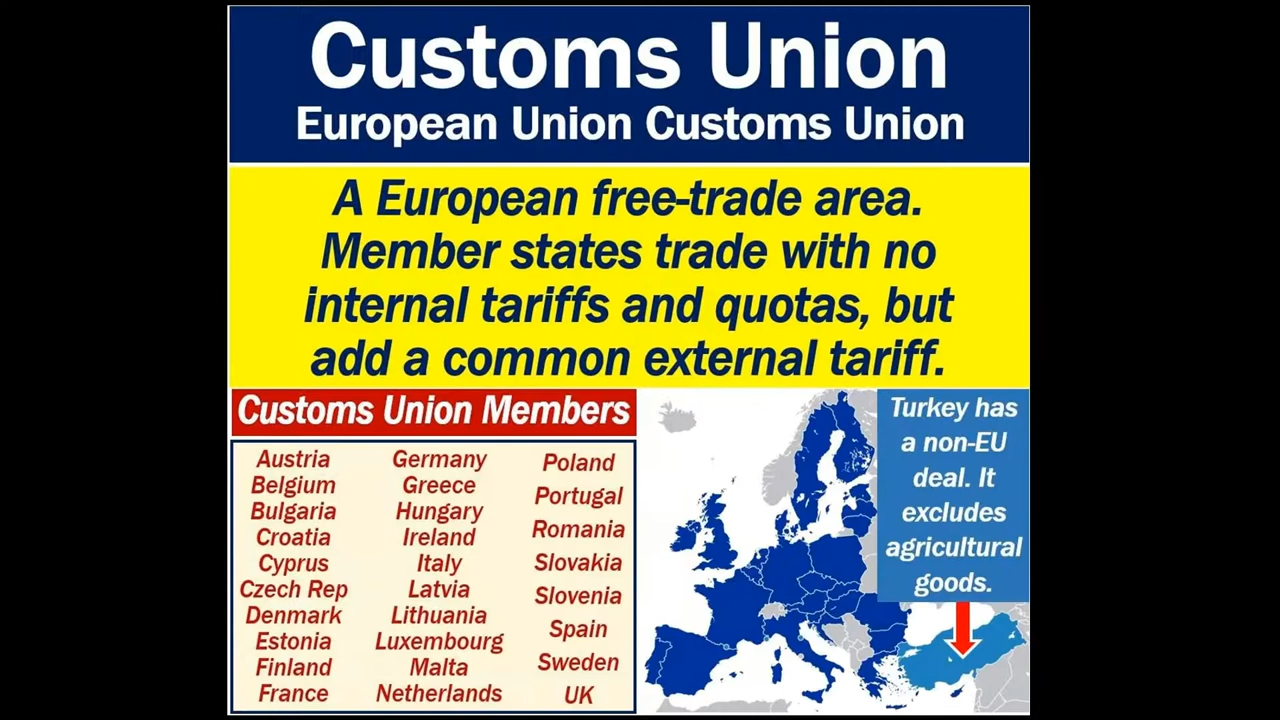 Customs Union
European Union Customs Union
A European free-trade area.
Member states trade with no
internal tariffs and quotas, but
add a common external tariff.
Customs Union Members
Austria
Belgium
Bulgaria
Croatia
Cyprus
Czech Rep
Denmark
Estonia
Finland
France
Germany
Greece
Hungary
Ireland
Italy
Latvia
Lithuania
Luxembourg
Malta
Netherlands
Poland
Portugal
Romania
Slovakia
Slovenia
Spain
Sweden
UK
Turkey has
a non-EU
deal. It
excludes
agricultural
goods.